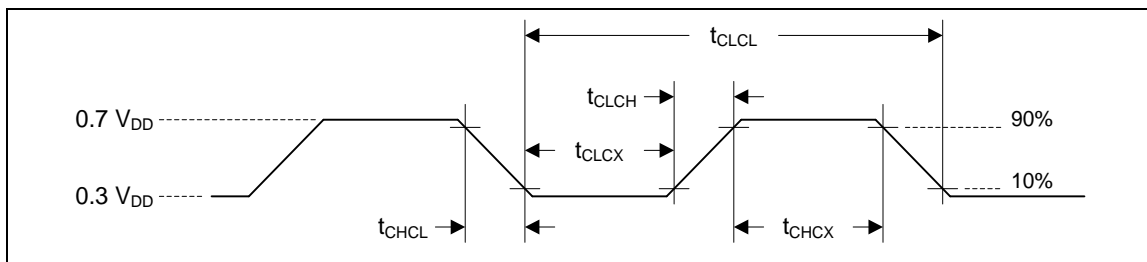 tCLCL
tCLCH
0.7 VDD
90%
tCLCX
0.3 VDD
10%
tCHCL
tCHCX